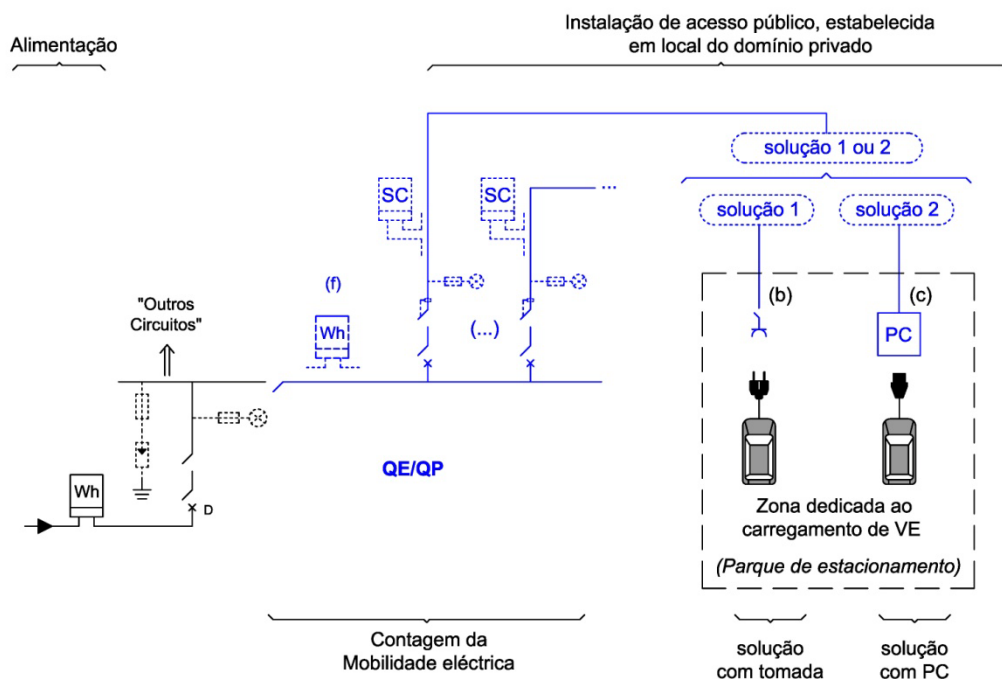 Instalação de acesso público, estabelecida
em local do domínio privado
Alimentação
solução 1 ou 2
SC
SC
...
solução 1
solução 2
(f)
(b)
(c)
"Outros
Circuitos"
Wh
(...)
PC
QE/QP
Wh
D
Zona dedicada ao
carregamento de VE
(Parque de estacionamento)
Contagem da
Mobilidade eléctrica
solução
com tomada
solução
com PC